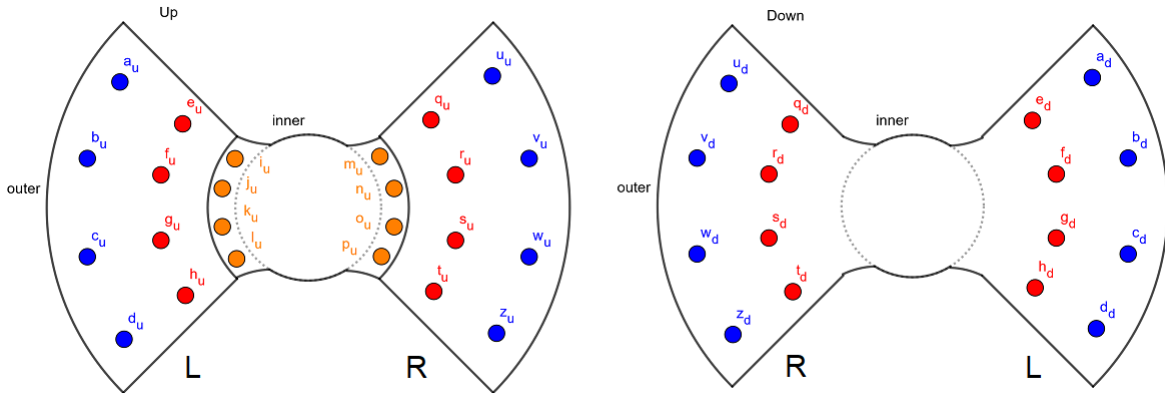 Up
a_u
e_u
b_u
f_u
outer
g_u
c_u
h_u
d_u
L
inner
i_u
j_u
k_u
l_u
m_u
n_u
o_u
p_u
u_u
q_u
v_u
r_u
s_u
w_u
t_u
z_u
R
Down
u_d
q_d
v_d
r_d
outer
s_d
w_d
t_d
z_d
R
inner
a_d
e_d
b_d
f_d
g_d
c_d
h_d
d_d
L